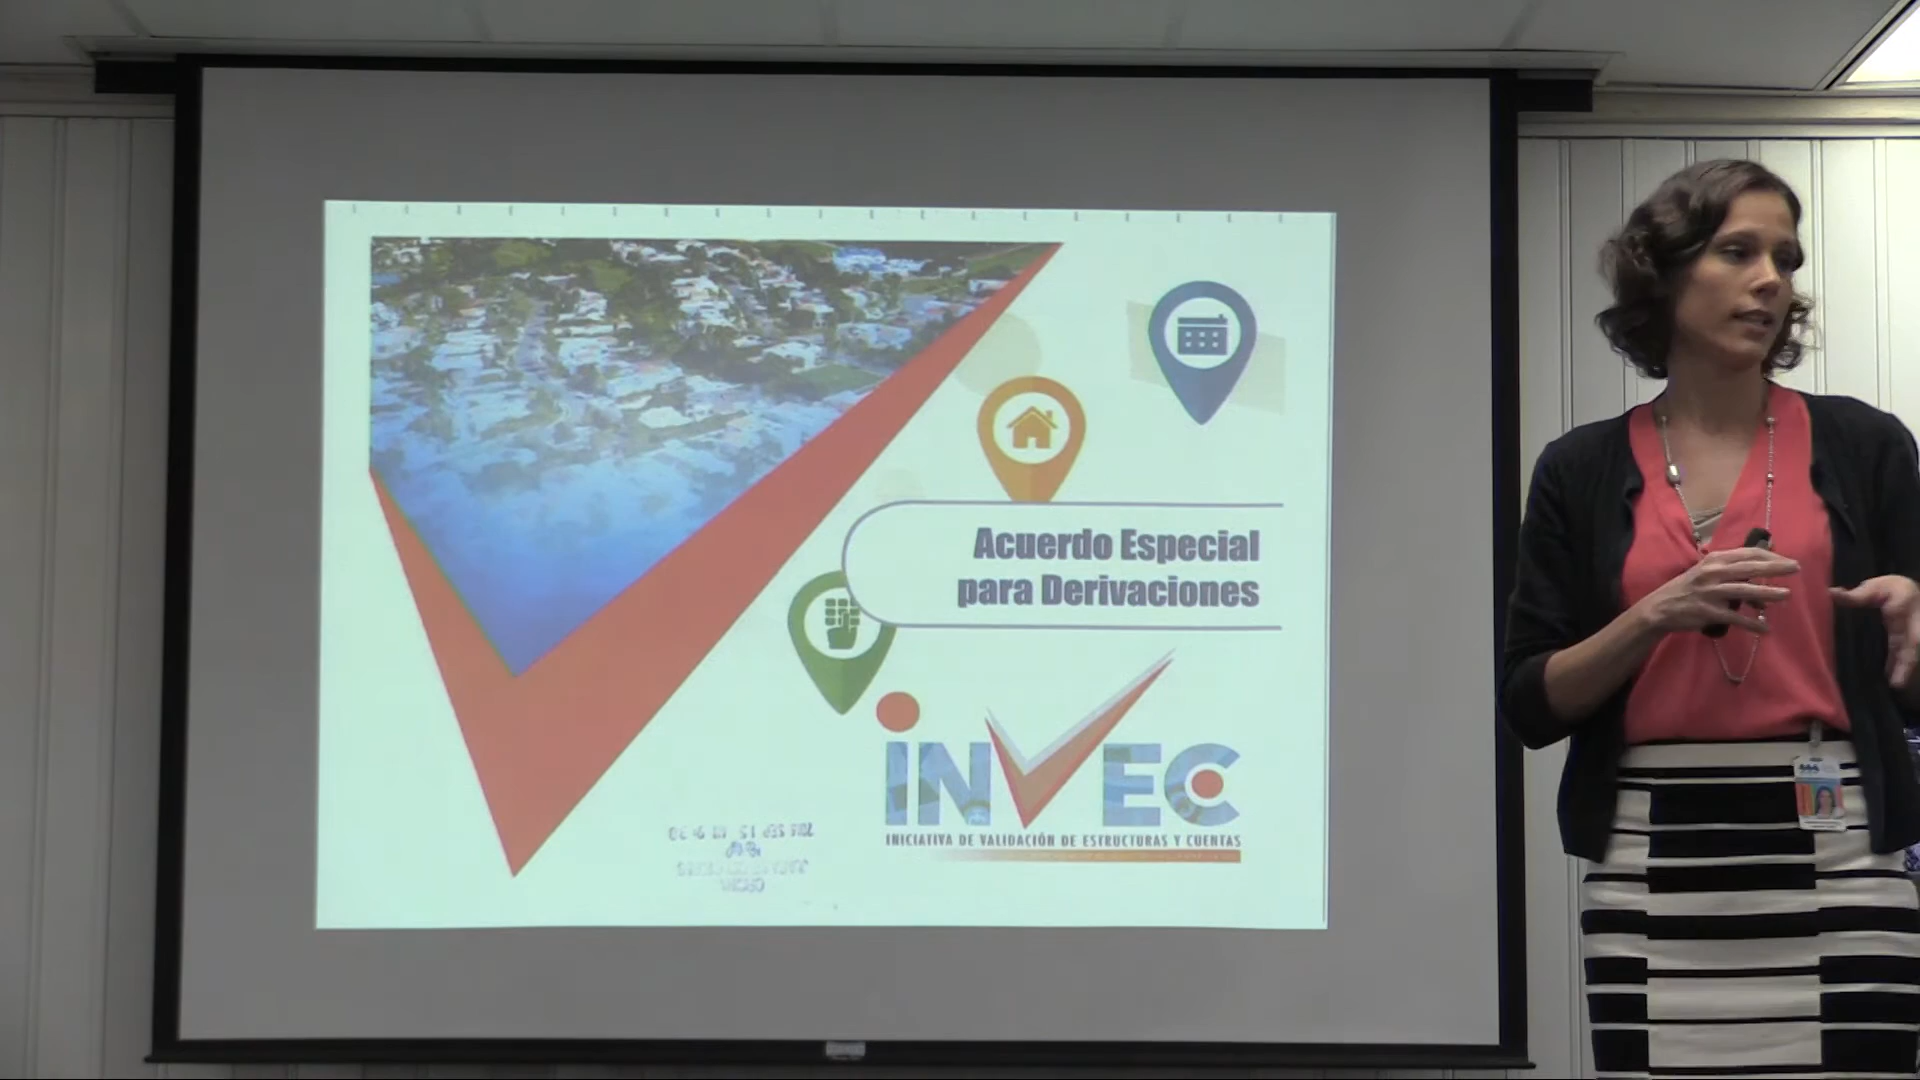 Acuerdo Especial
para Derivaciones
INVEC
INICIATIVA DE VALIDACIÓN DE ESTRUCTURAS Y CUENTAS